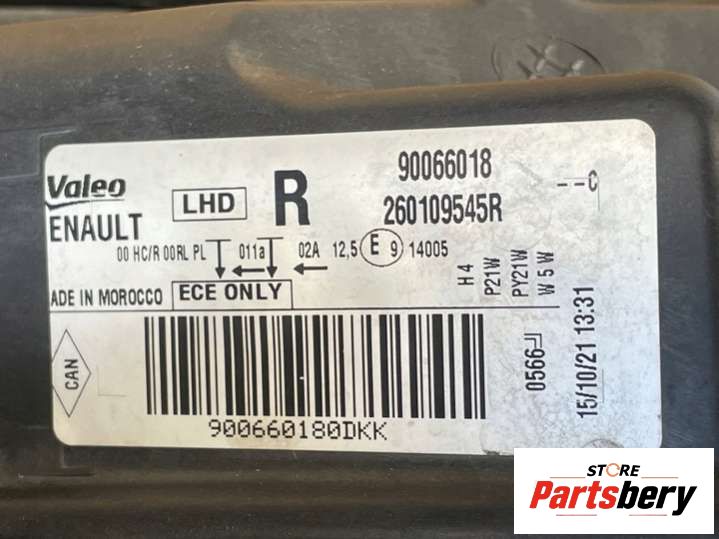 Valeo
ENAULT
LHD
R
90066018
260109545R
--C
00 HC/R 00RL PL
011a
02A 12,5 E 9 14005
ADE IN MOROCCO
ECE ONLY
H4
P21W
PY21W
W5W
CAN
900660180DKK
0566
15/10/21 13:31
STORE
Partsbery